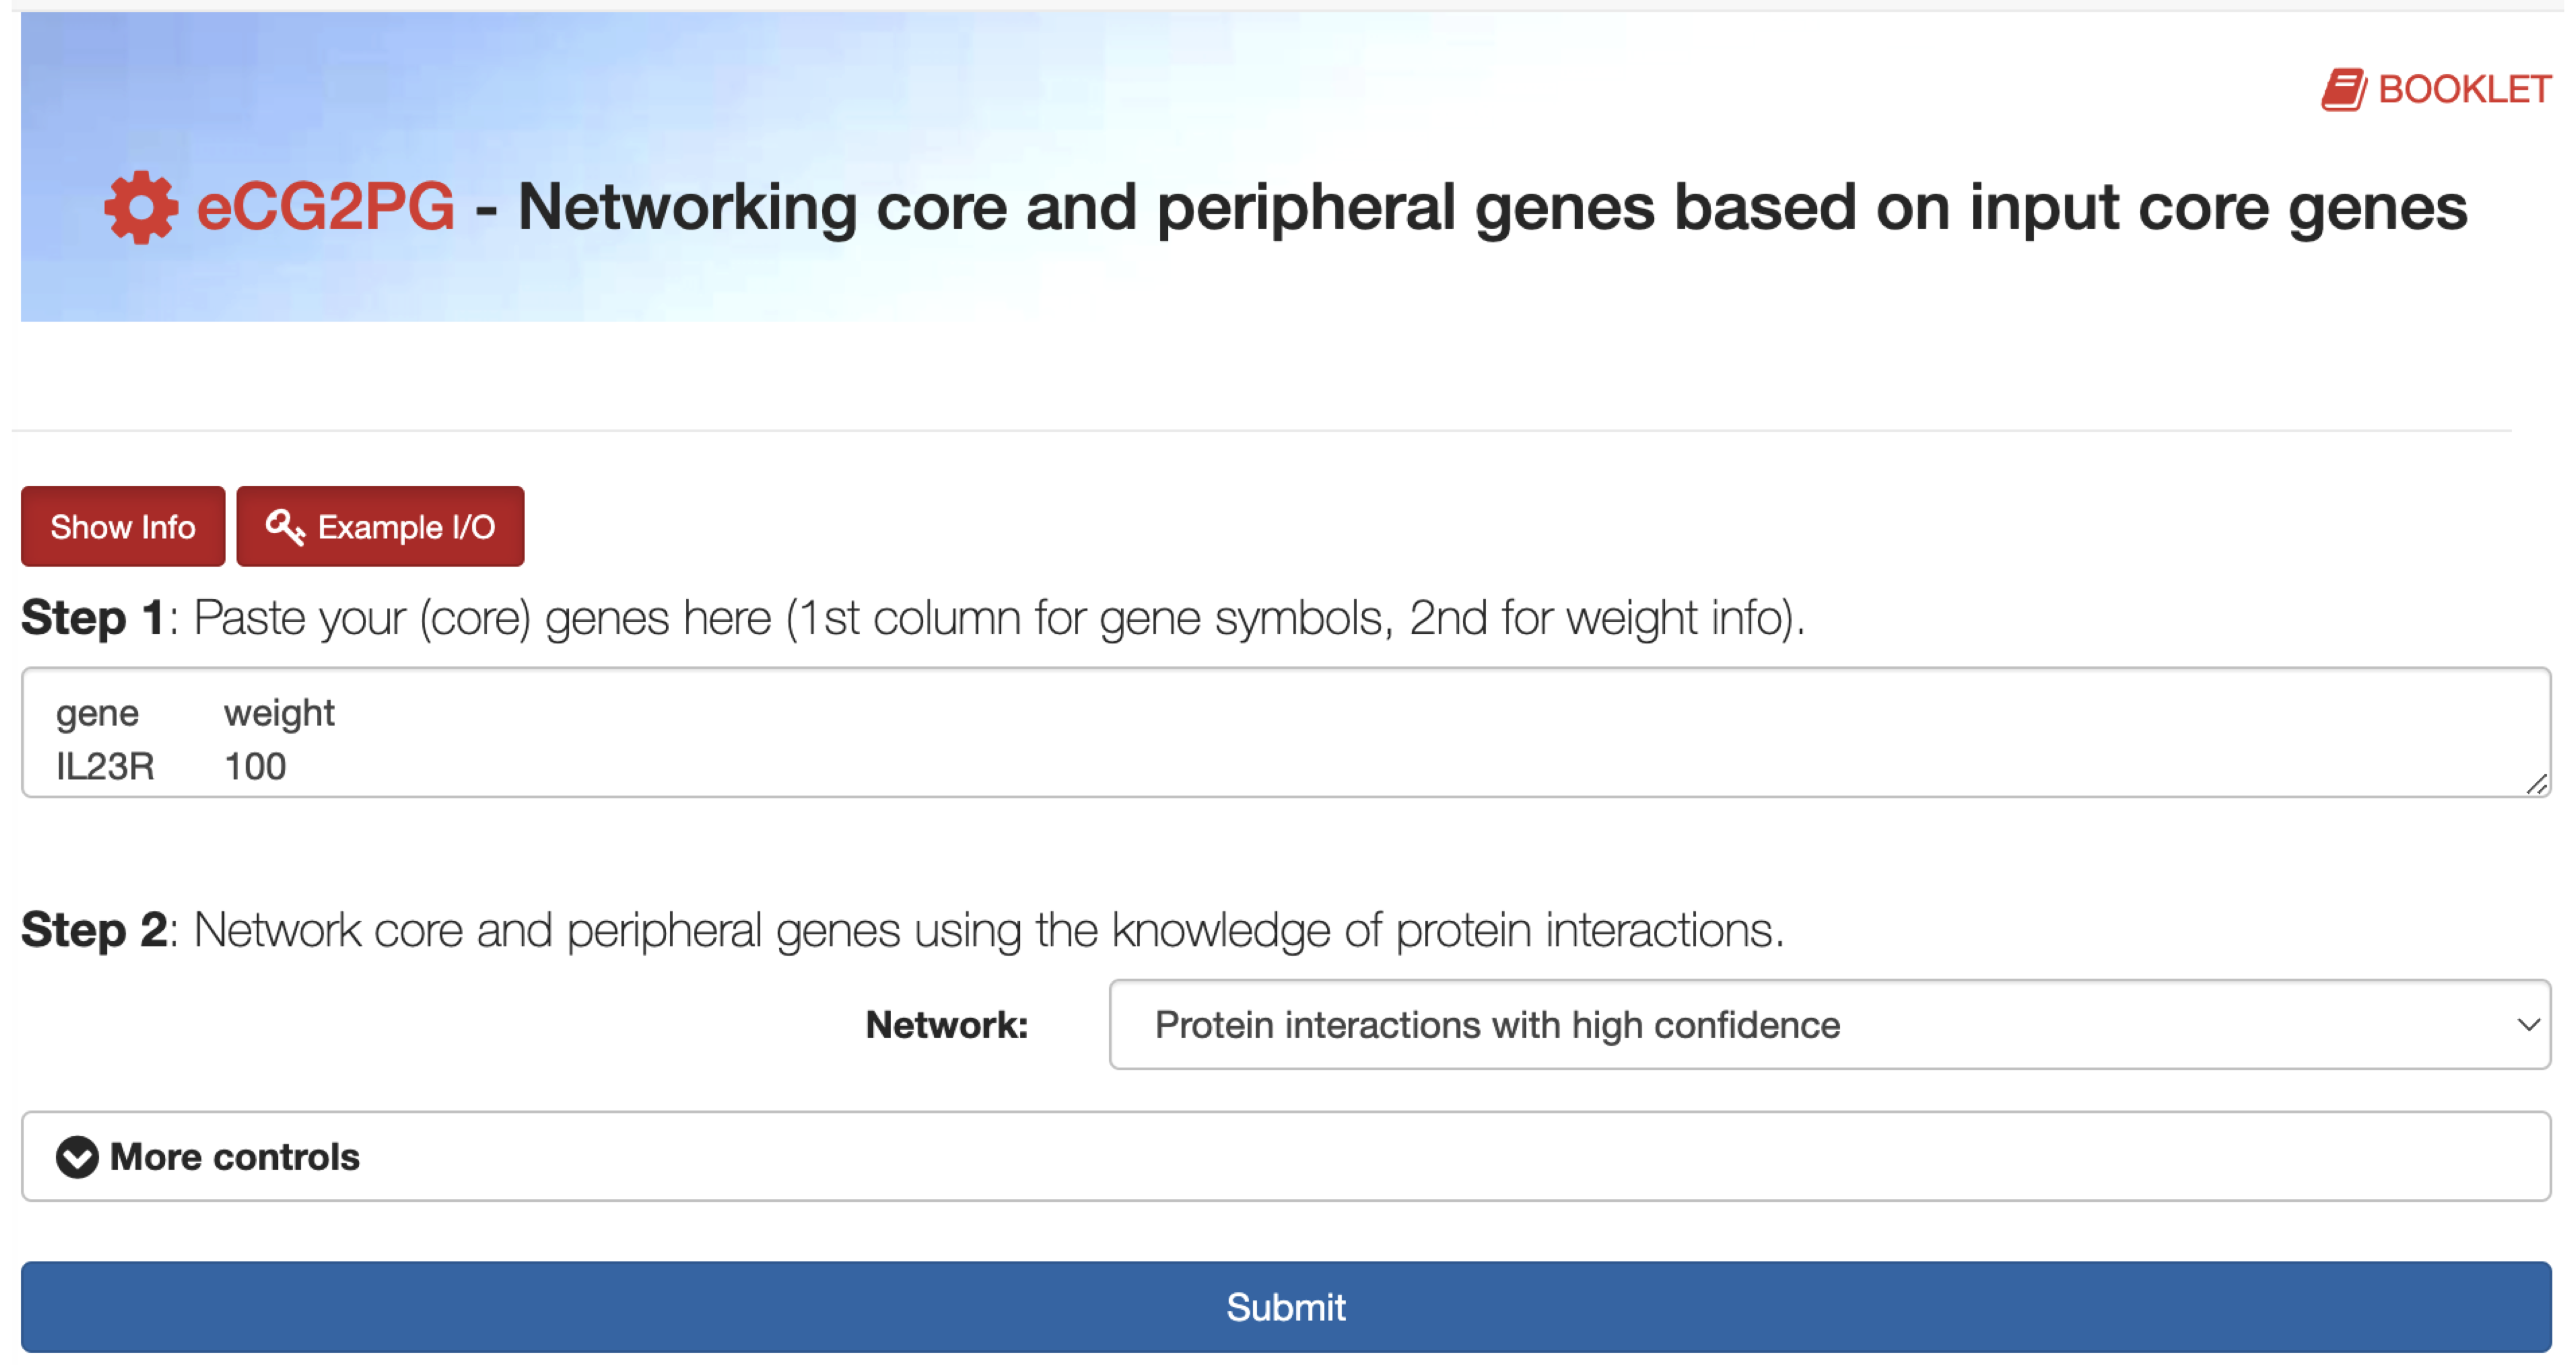 BOOKLET
eCG2PG - Networking core and peripheral genes based on input core genes
Show Info
Example I/O
Step 1: Paste your (core) genes here (1st column for gene symbols, 2nd for weight info).
gene weight
IL23R 100
Step 2: Network core and peripheral genes using the knowledge of protein interactions.
Network: Protein interactions with high confidence
More controls
Submit